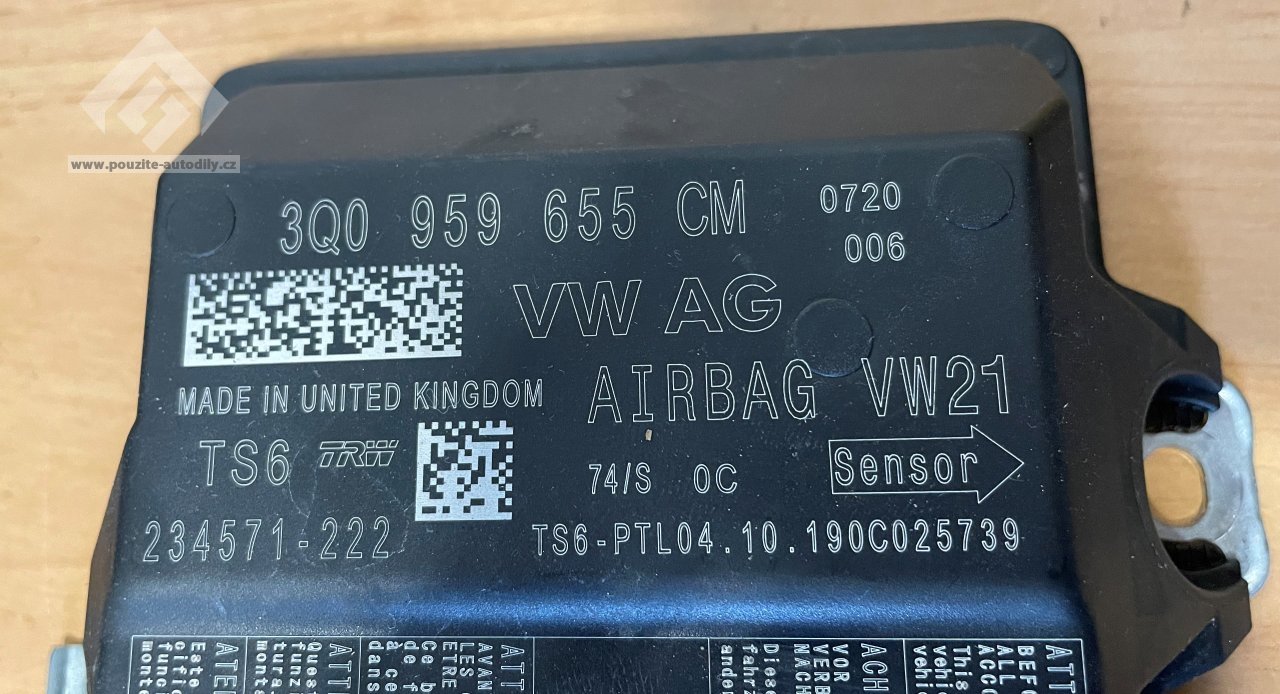 www.pouzite-autodily.cz
3Q0 959 655 CM 0720
006
VW AG
MADE IN UNITED KINGDOM
AIRBAG VW21
TS6 TRW
74/S 0C
Sensor
234571-222
TS6-PTL04.10.190C025739